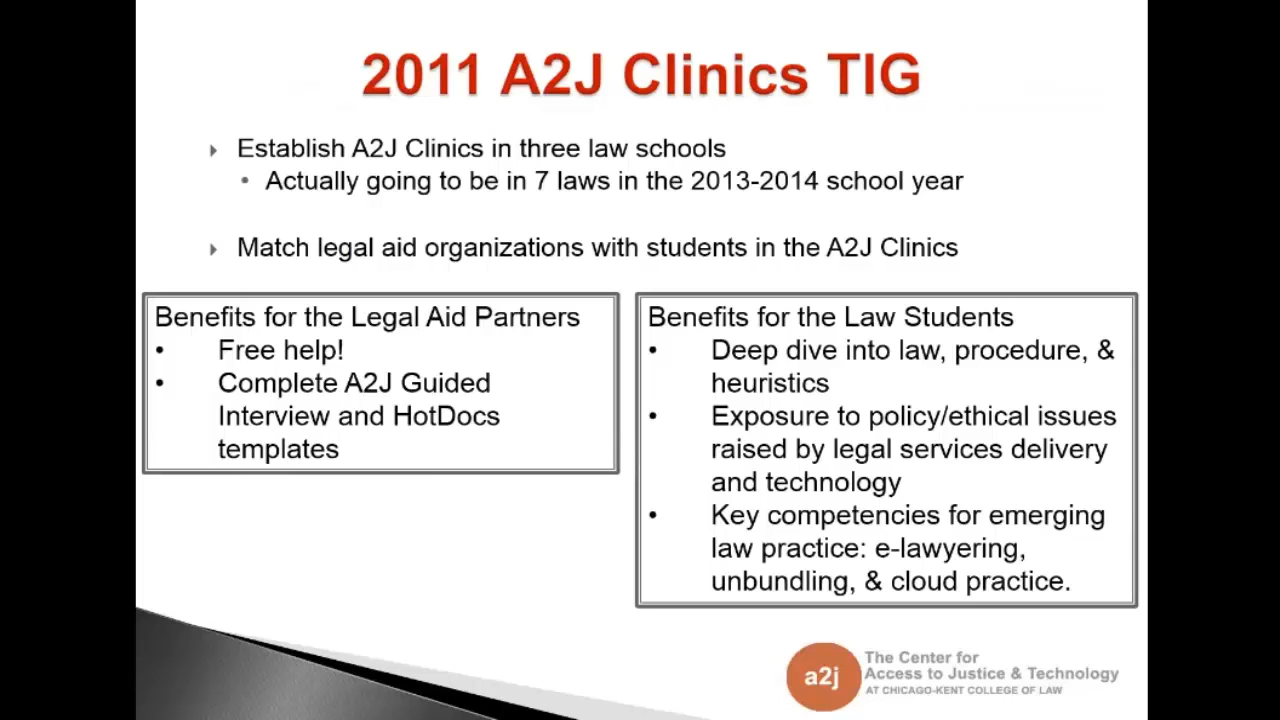 2011 A2J Clinics TIG
Establish A2J Clinics in three law schools
• Actually going to be in 7 laws in the 2013-2014 school year
Match legal aid organizations with students in the A2J Clinics
Benefits for the Legal Aid Partners
• Free help!
• Complete A2J Guided
Interview and HotDocs
templates
Benefits for the Law Students
• Deep dive into law, procedure, &
heuristics
• Exposure to policy/ethical issues
raised by legal services delivery
and technology
• Key competencies for emerging
law practice: e-lawyering,
unbundling, & cloud practice.
a2j
The Center for
Access to Justice & Technology
AT CHICAGO-KENT COLLEGE OF LAW